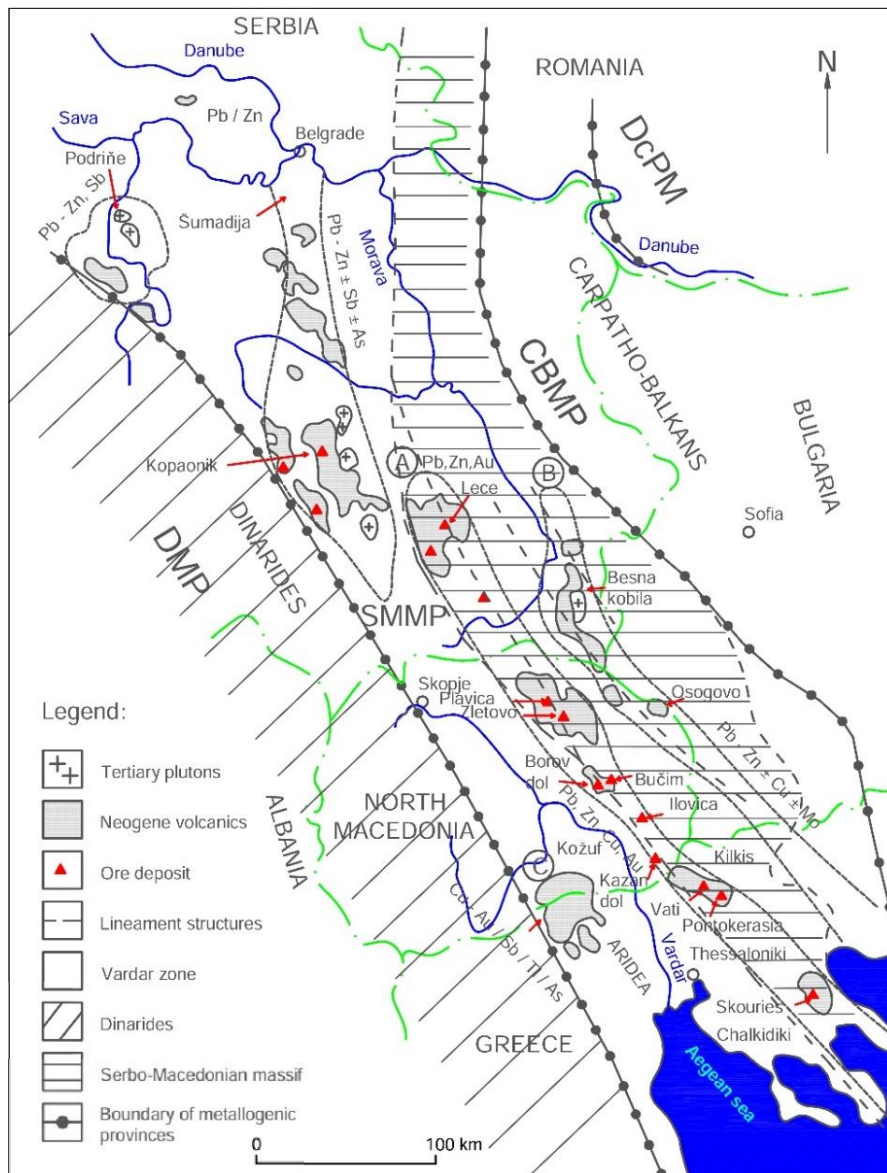 SERBIA
Danube
ROMANIA
N
Pb / Zn
Sava
Belgrade
DcPM
Podriňe
Pb - Zn, Sb
Šumadija
Pb - Zn ± Sb ± As
Morava
Danube
CARPATHO-BALKANS
CBMP
BULGARIA
Kopaonik
A
Pb,Zn,Au
B
Lece
Sofia
DMP
DINARIDES
Besna
kobila
SMMP
Skopje
Plavica
Zletovo
Osogovo
Pb - Zn ± Cu ± Mo
Legend:
Borov
dol
Bučim
Ilovica
Pb, Zn, Cu, Au
Tertiary plutons
NORTH
MACEDONIA
ALBANIA
Neogene volcanics
C
Kožuf
Kilkis
Kazan
dol
Ore deposit
Cu - Au / Sb / Tl / As
Vati
Pontokerasia
Lineament structures
Vardar
Thessaloniki
ARIDEA
Vardar zone
Skouries
Dinarides
Chalkidiki
GREECE
Aegean sea
Serbo-Macedonian massif
Boundary of metallogenic
provinces
0
100 km